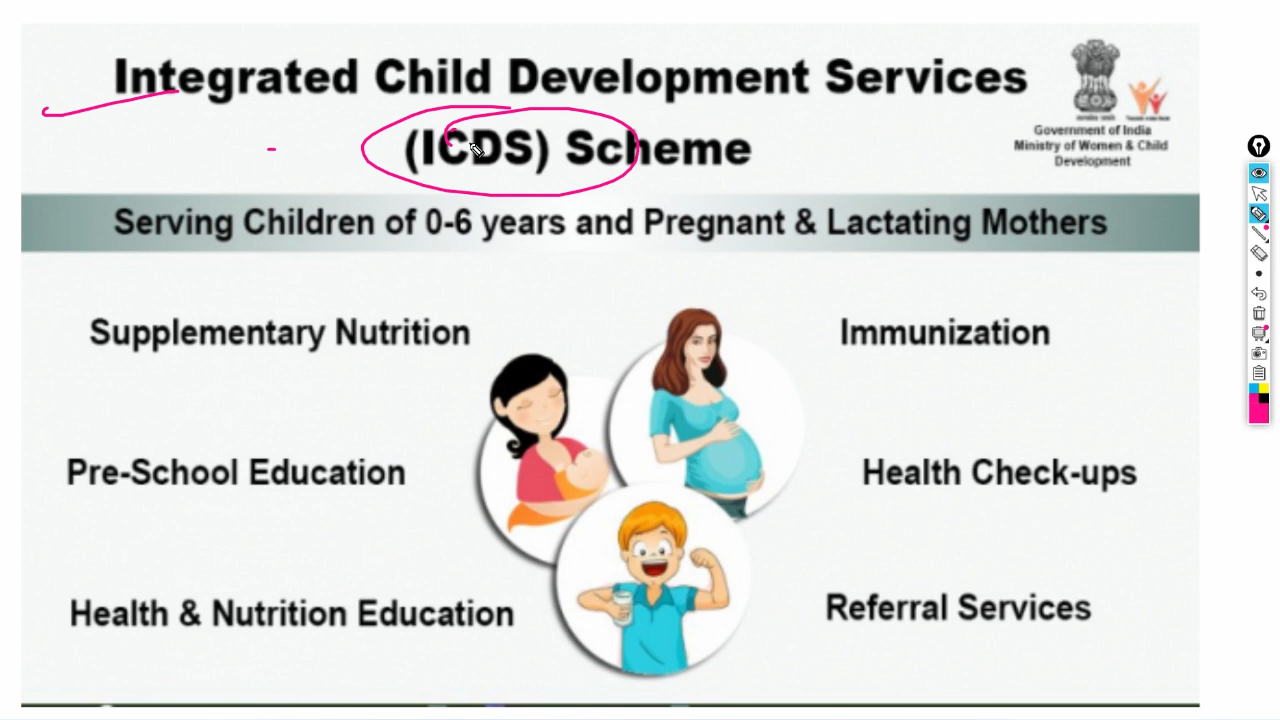 Integrated Child Development Services
(ICDS) Scheme
Government of India
Ministry of Women & Child
Development
Serving Children of 0-6 years and Pregnant & Lactating Mothers
Supplementary Nutrition
Immunization
Pre-School Education
Health Check-ups
Health & Nutrition Education
Referral Services